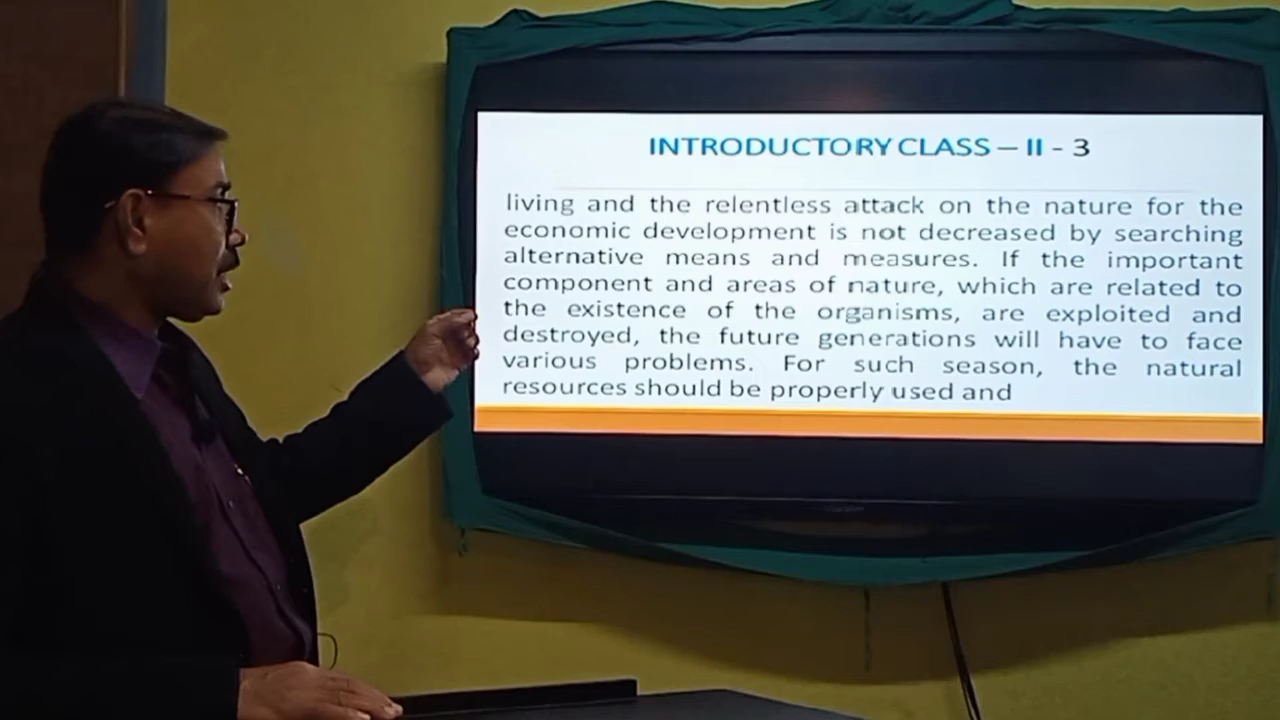 INTRODUCTORY CLASS – II - 3
living and the relentless attack on the nature for the
economic development is not decreased by searching
alternative means and measures. If the important
component and areas of nature, which are related to
the existence of the organisms, are exploited and
destroyed, the future generations will have to face
various problems. For such season, the natural
resources should be properly used and